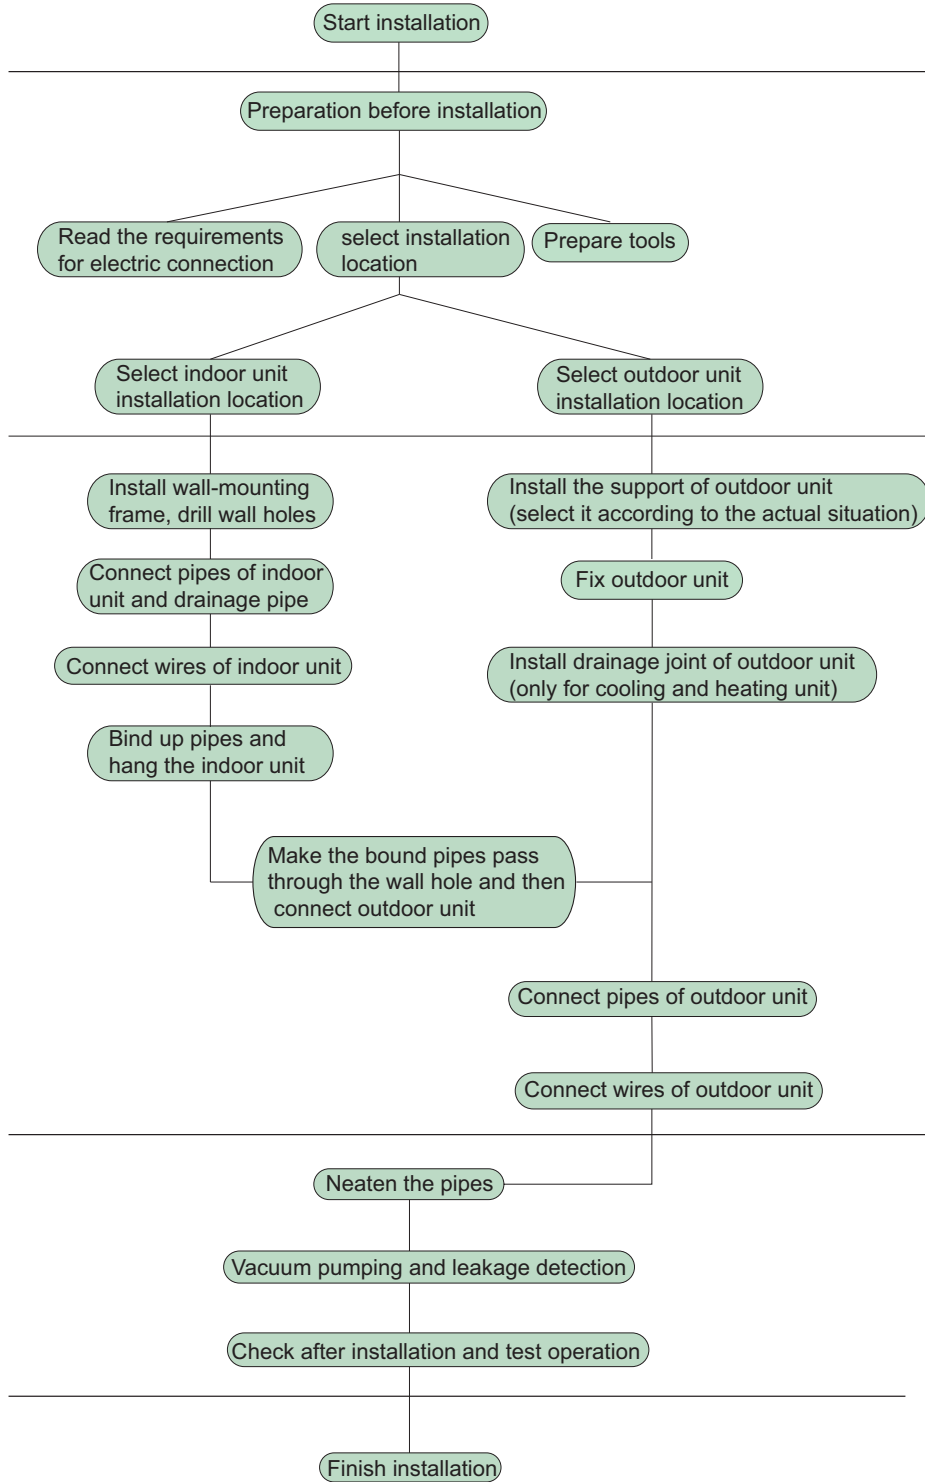 Start installation
Preparation before installation
Read the requirements
for electric connection
select installation
location
Prepare tools
Select indoor unit
installation location
Select outdoor unit
installation location
Install wall-mounting
frame, drill wall holes
Install the support of outdoor unit
(select it according to the actual situation)
Connect pipes of indoor
unit and drainage pipe
Fix outdoor unit
Connect wires of indoor unit
Install drainage joint of outdoor unit
(only for cooling and heating unit)
Bind up pipes and
hang the indoor unit
Make the bound pipes pass
through the wall hole and then
connect outdoor unit
Connect pipes of outdoor unit
Connect wires of outdoor unit
Neaten the pipes
Vacuum pumping and leakage detection
Check after installation and test operation
Finish installation